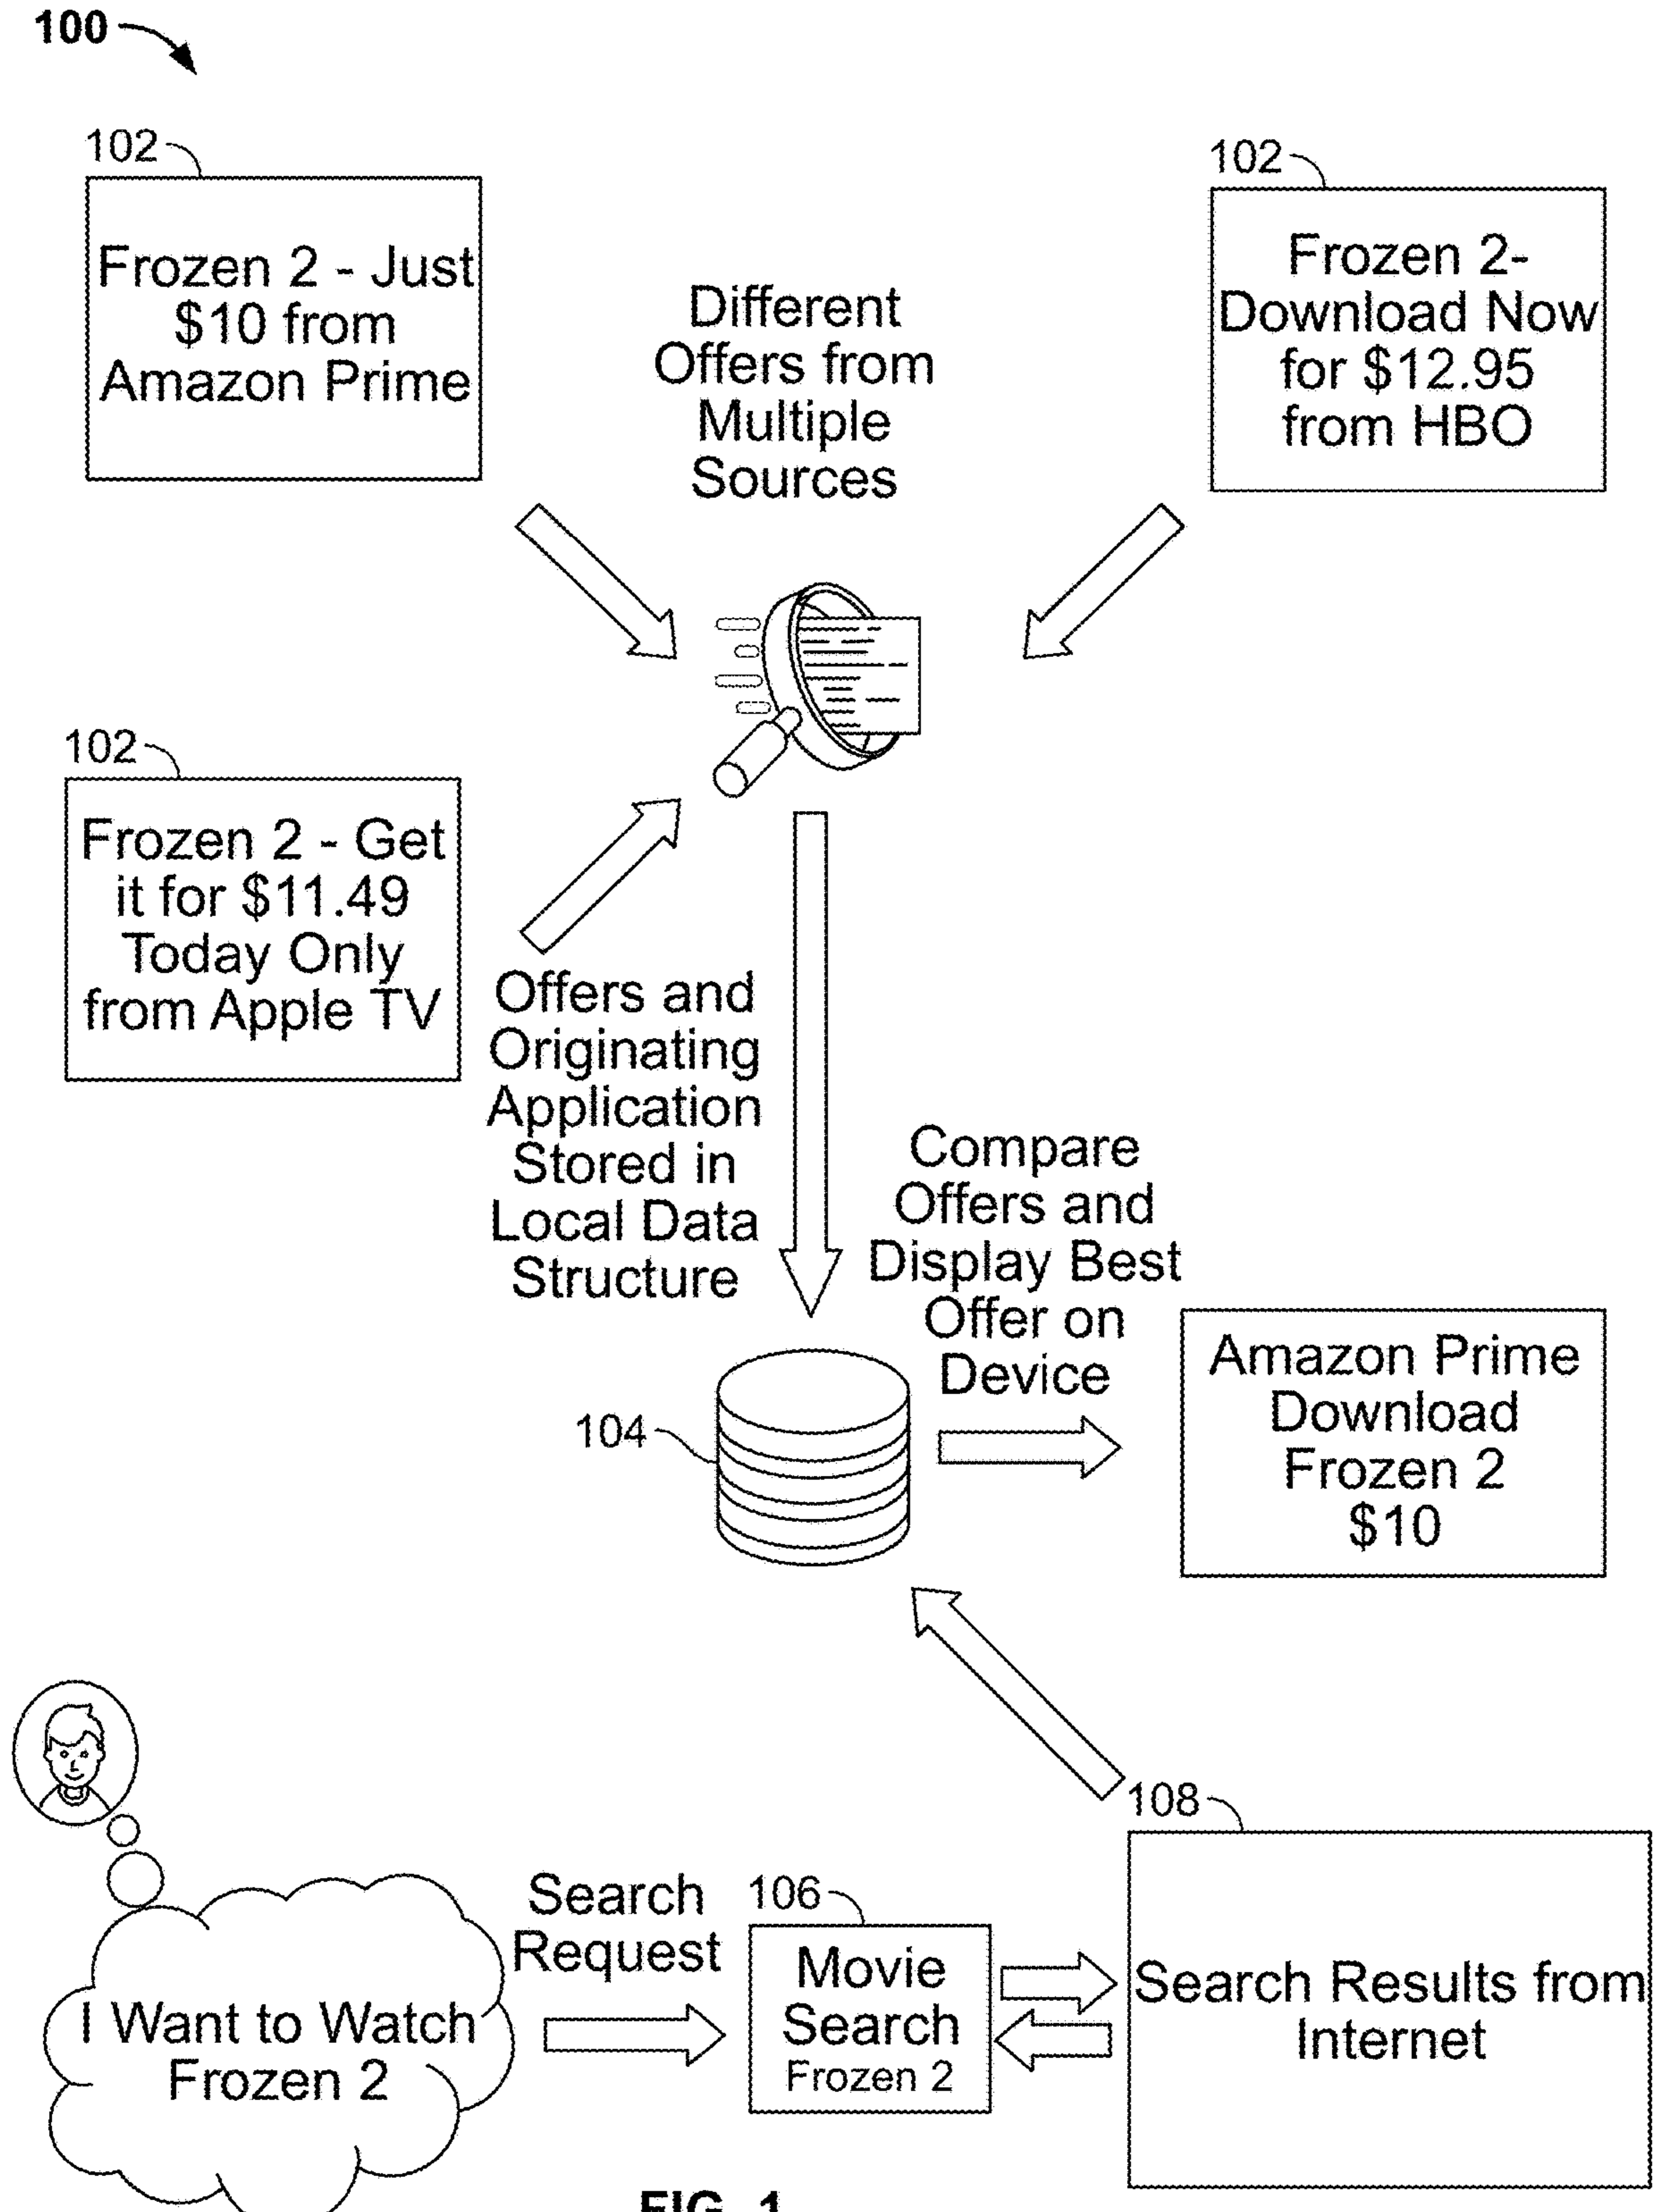 100
102
Frozen 2 - Just
$10 from
Amazon Prime
Different
Offers from
Multiple
Sources
102
Frozen 2-
Download Now
for $12.95
from HBO
102
Frozen 2 - Get
it for $11.49
Today Only
from Apple TV
Offers and
Originating
Application
Stored in
Local Data
Structure
Compare
Offers and
Display Best
Offer on
Device
104
Amazon Prime
Download
Frozen 2
$10
I Want to Watch
Frozen 2
Search
Request
106
Movie
Search
Frozen 2
108
Search Results from
Internet
FIG. 1